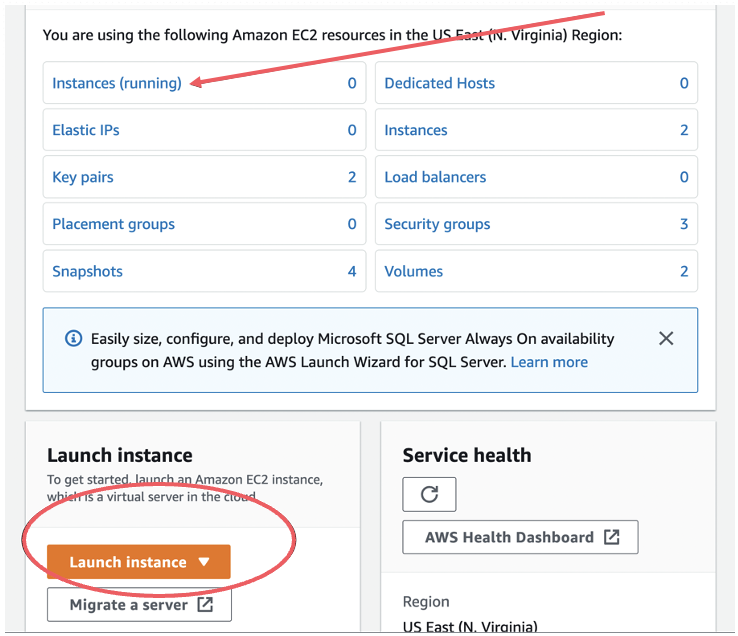 You are using the following Amazon EC2 resources in the US East (N. Virginia) Region:
Instances (running) 0
Dedicated Hosts 0
Elastic IPs 0
Instances 2
Key pairs 2
Load balancers 0
Placement groups 0
Security groups 3
Snapshots 4
Volumes 2
Easily size, configure, and deploy Microsoft SQL Server Always On availability
groups on AWS using the AWS Launch Wizard for SQL Server. Learn more
Launch instance
To get started, launch an Amazon EC2 instance,
which is a virtual server in the cloud.
Launch instance
Migrate a server
Service health
AWS Health Dashboard
Region
US East (N. Virginia)